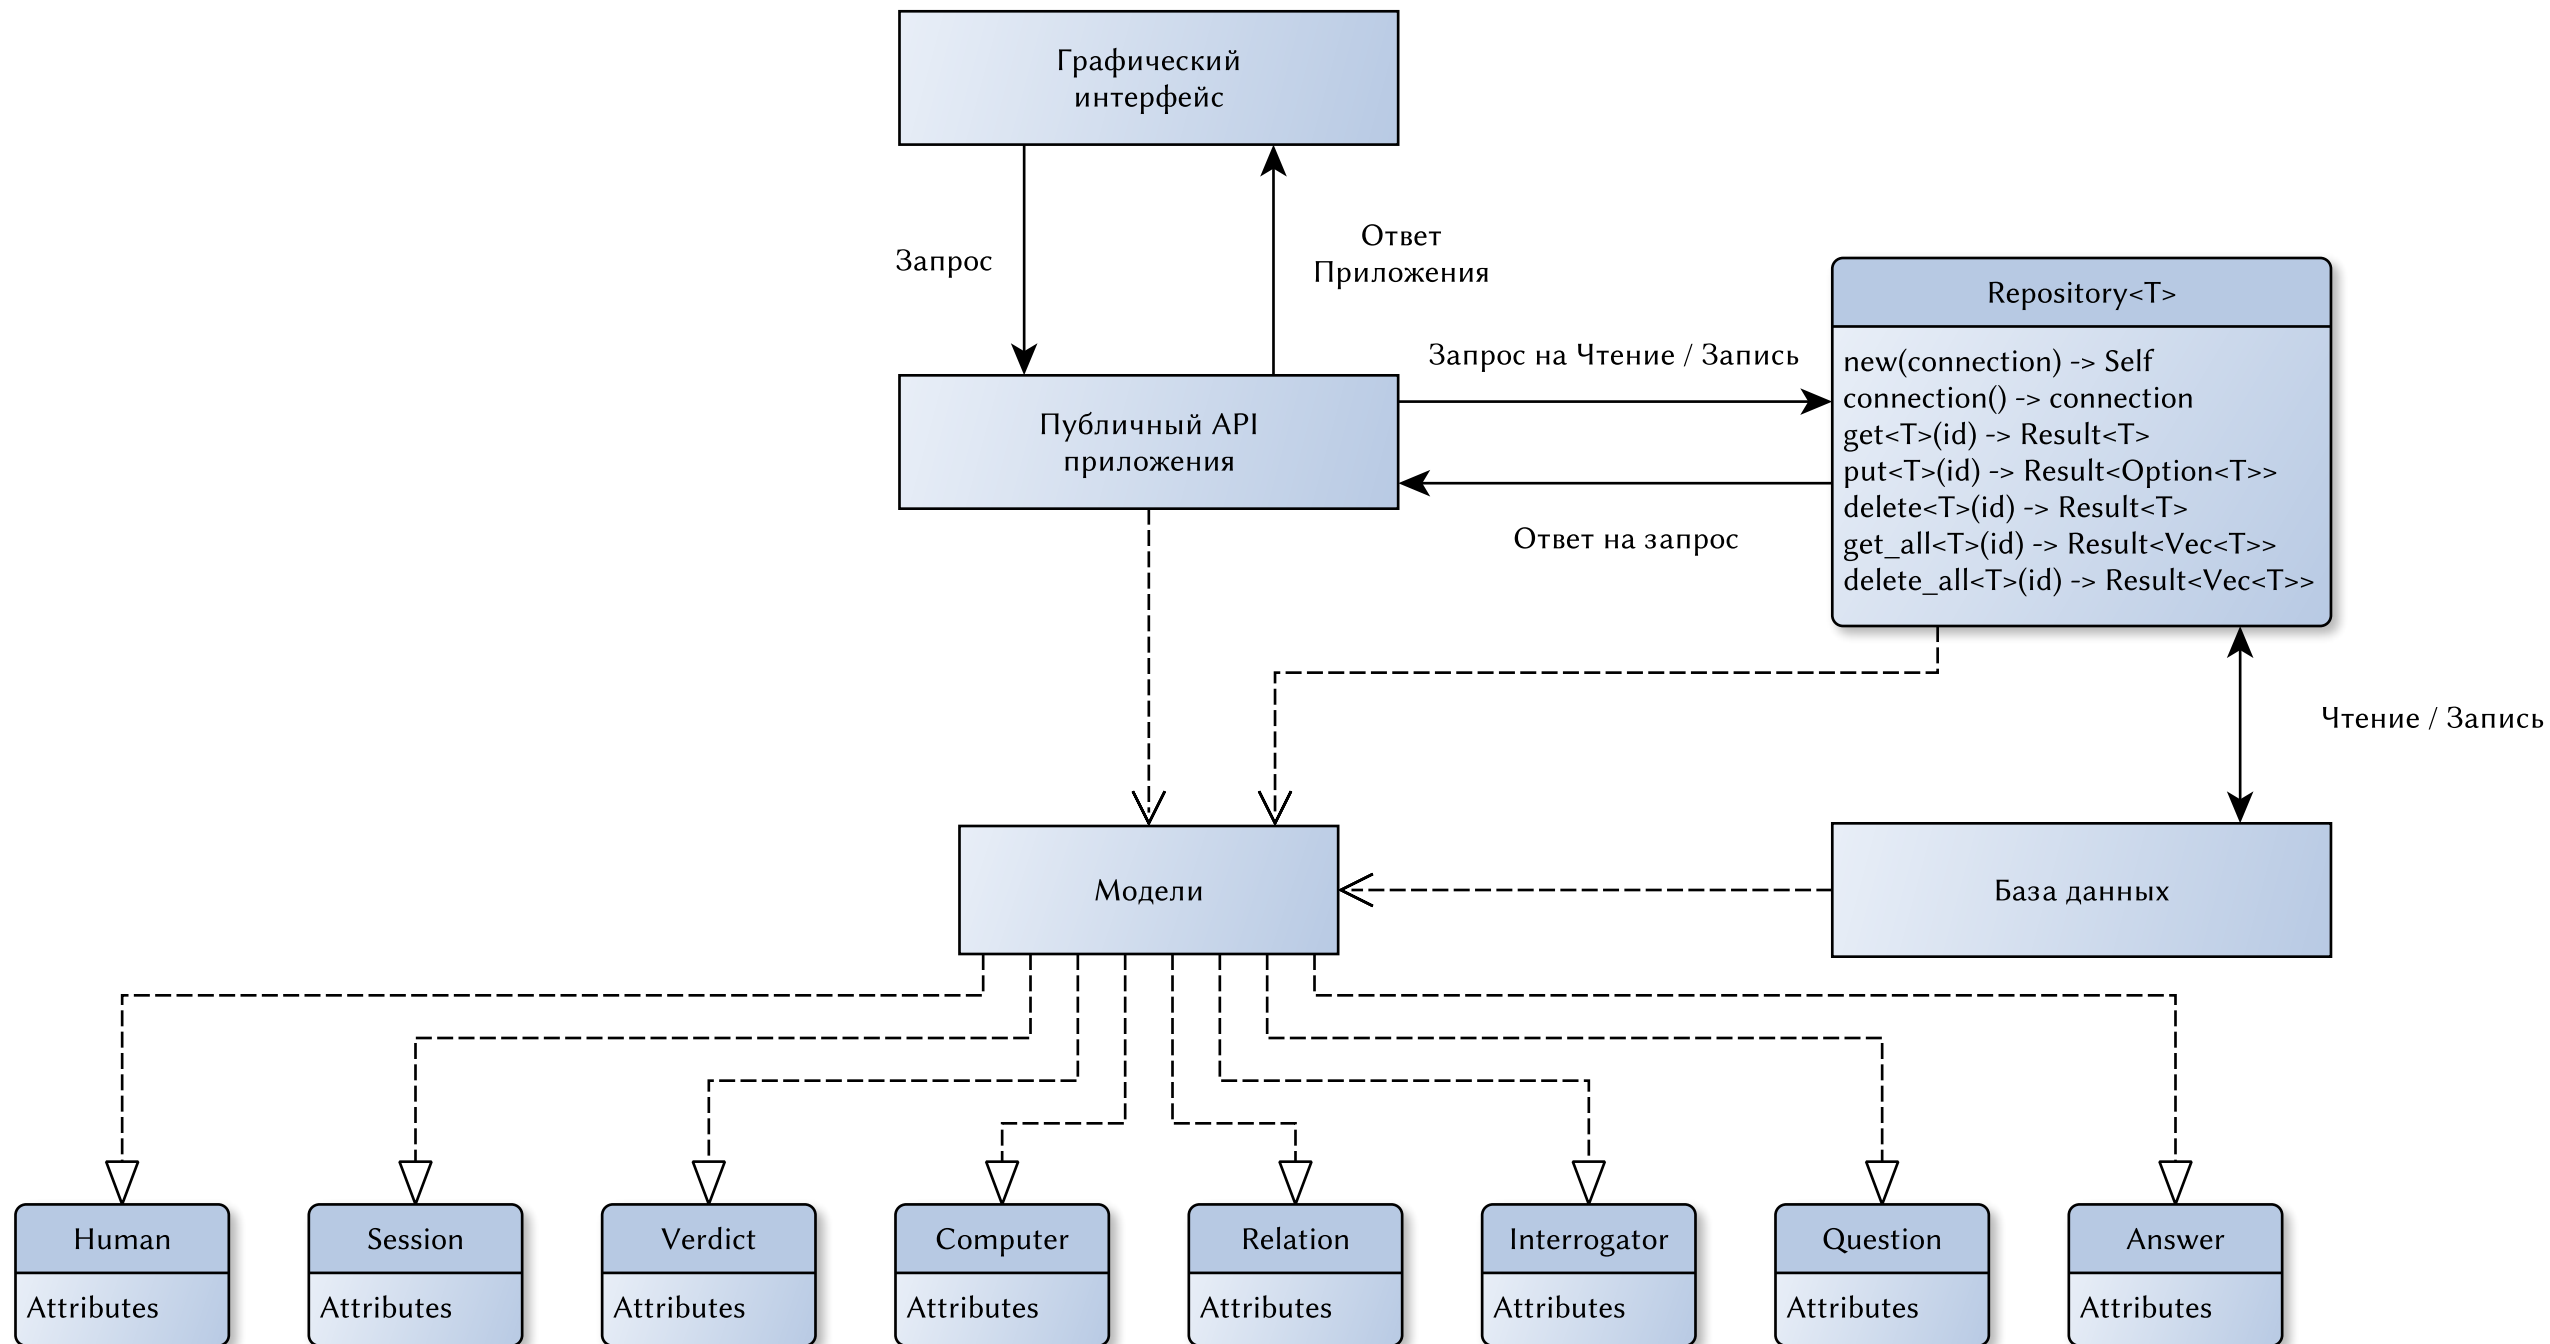 Графический
интерфейс
Запрос
Ответ
Приложения
Публичный API
приложения
Запрос на Чтение / Запись
Ответ на запрос
Repository<T>
new(connection) -> Self
connection() -> connection
get<T>(id) -> Result<T>
put<T>(id) -> Result<Option<T>>
delete<T>(id) -> Result<T>
get_all<T>(id) -> Result<Vec<T>>
delete_all<T>(id) -> Result<Vec<T>>
Чтение / Запись
Модели
База данных
Human
Attributes
Session
Attributes
Verdict
Attributes
Computer
Attributes
Relation
Attributes
Interrogator
Attributes
Question
Attributes
Answer
Attributes